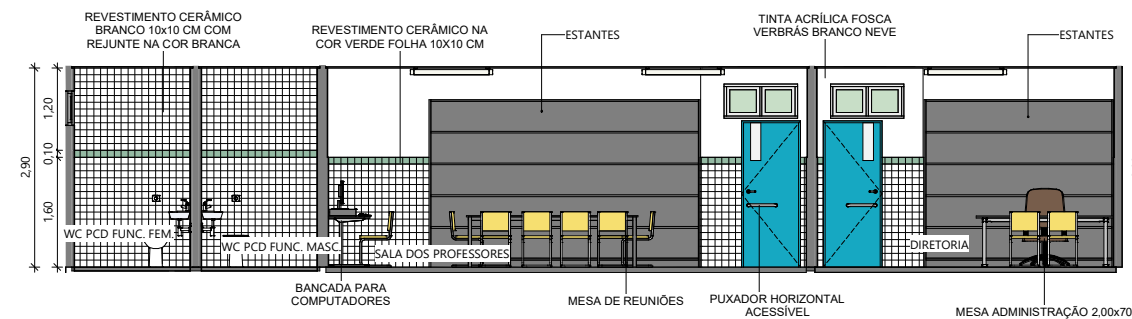 REVESTIMENTO CERÂMICO
BRANCO 10x10 CM COM
REJUNTE NA COR BRANCA
REVESTIMENTO CERÂMICO NA
COR VERDE FOLHA 10X10 CM
ESTANTES
TINTA ACRÍLICA FOSCA
VERBRÁS BRANCO NEVE
ESTANTES
2,90
1,20
0,10
1,60
WC PCD FUNC. FEM.
WC PCD FUNC. MASC.
SALA DOS PROFESSORES
DIRETORIA
BANCADA PARA
COMPUTADORES
MESA DE REUNIÕES
PUXADOR HORIZONTAL
ACESSÍVEL
MESA ADMINISTRAÇÃO 2,00x70